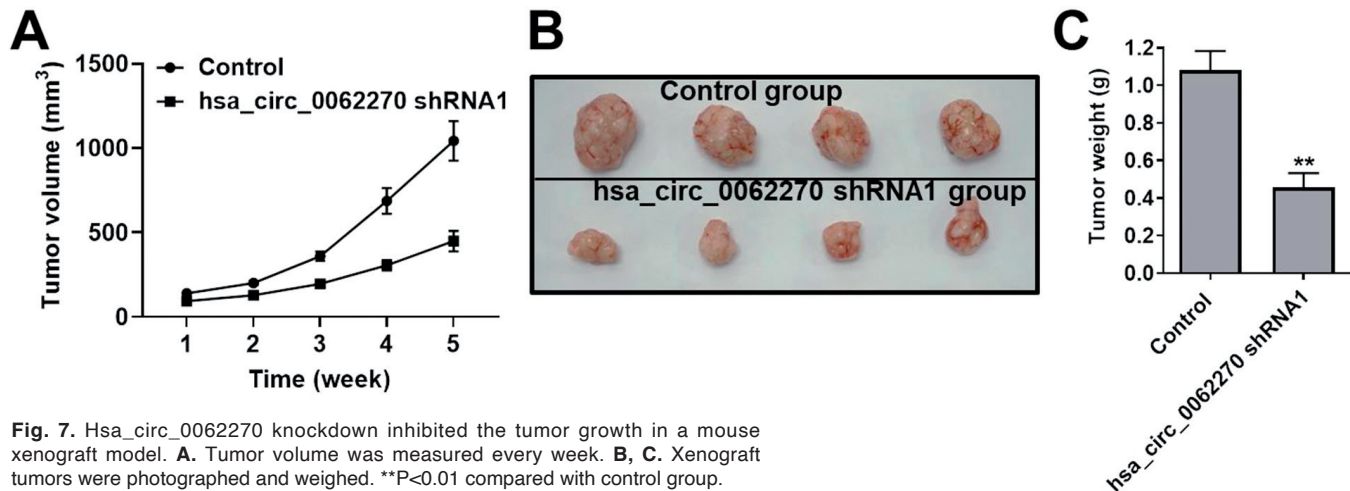 A
Tumor volume (mm3)
1500
1000
500
0
Control
hsa_circ_0062270 shRNA1
1 2 3 4 5
Time (week)
B
Control group
hsa_circ_0062270 shRNA1 group
C
Tumor weight (g)
1.2
1.0
0.8
0.6
0.4
0.2
0.0
**
Control
hsa_circ_0062270 shRNA1
Fig. 7. Hsa_circ_0062270 knockdown inhibited the tumor growth in a mouse
xenograft model. A. Tumor volume was measured every week. B, C. Xenograft
tumors were photographed and weighed. **P<0.01 compared with control group.